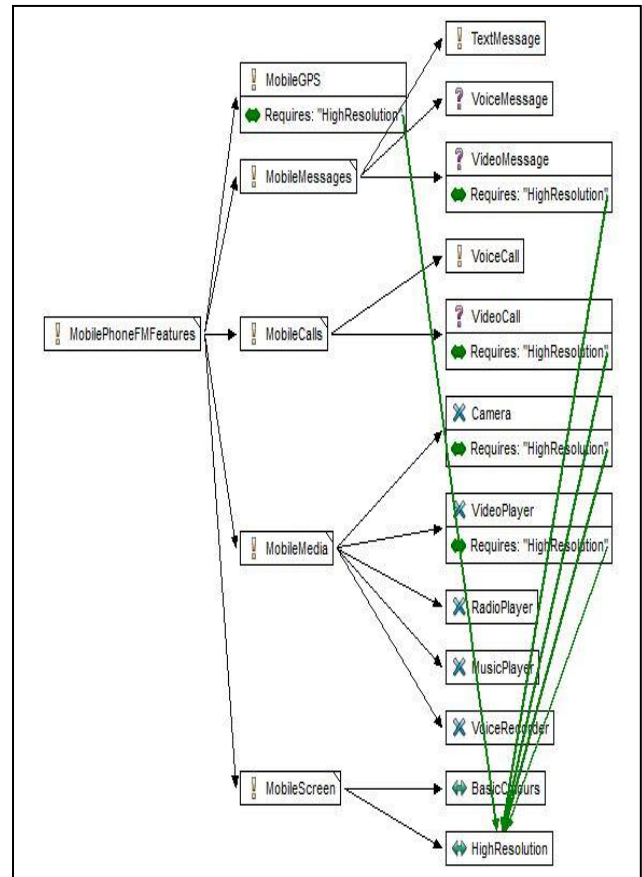 TextMessage
MobileGPS
Requires: "HighResolution"
VoiceMessage
MobileMessages
VideoMessage
Requires: "HighResolution"
VoiceCall
MobilePhoneFMFeatures
MobileCalls
VideoCall
Requires: "HighResolution"
Camera
Requires: "HighResolution"
MobileMedia
VideoPlayer
Requires: "HighResolution"
RadioPlayer
MusicPlayer
VoiceRecorder
MobileScreen
BasicColours
HighResolution